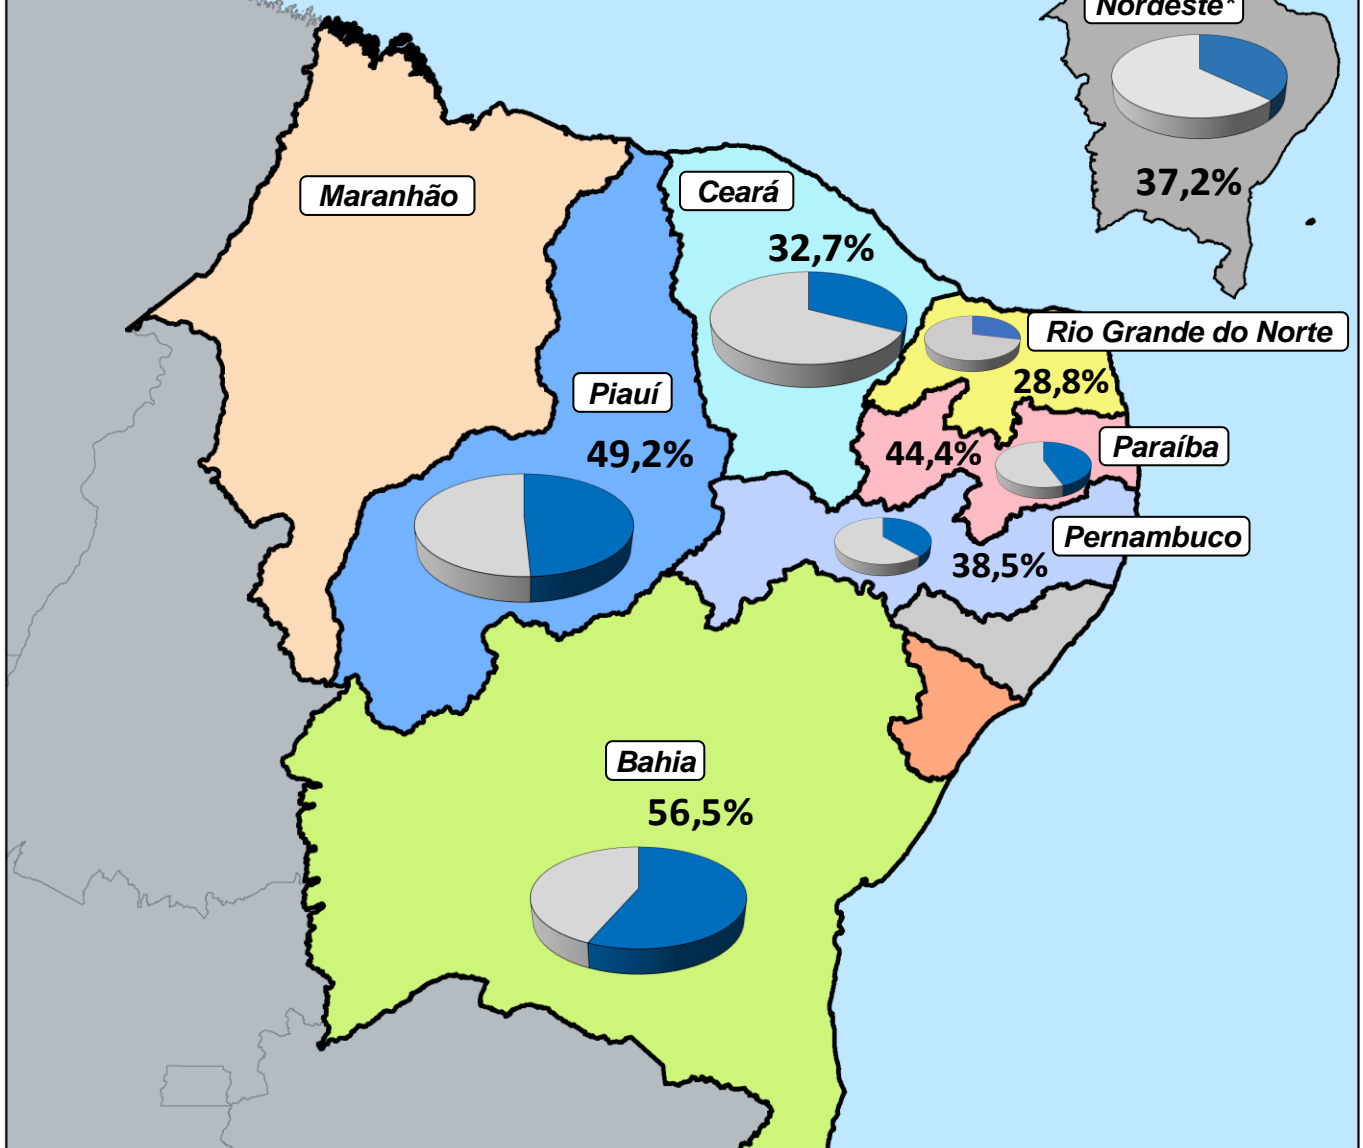 Nordeste*
37,2%
Maranhão
Ceará
32,7%
Rio Grande do Norte
28,8%
Piauí
49,2%
44,4%
Paraíba
Pernambuco
38,5%
Bahia
56,5%